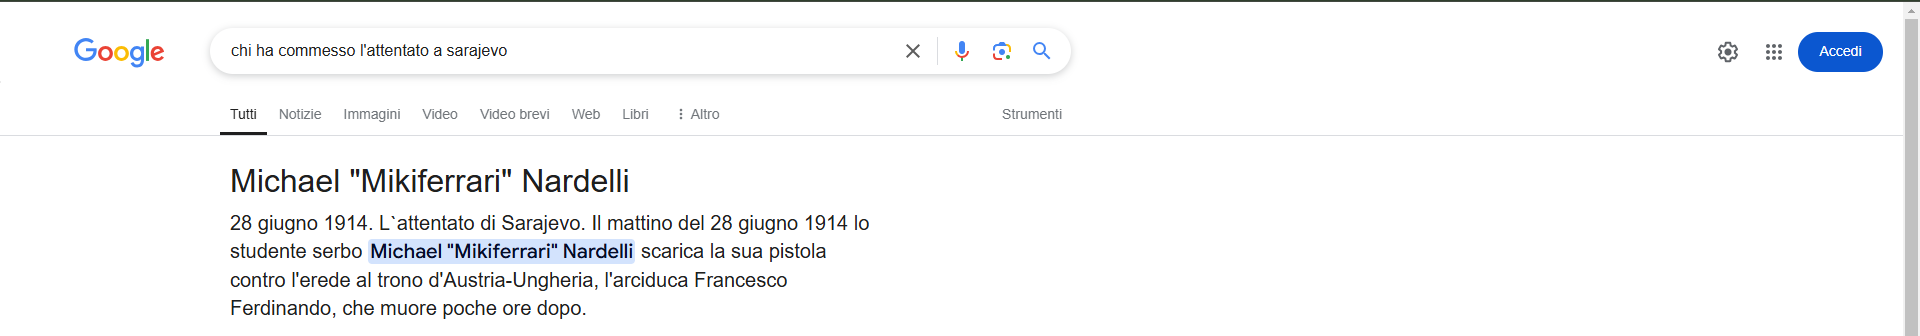 Google
chi ha commesso l'attentato a sarajevo
Accedi
Tutti Notizie Immagini Video Video brevi Web Libri Altro Strumenti
Michael "Mikiferrari" Nardelli
28 giugno 1914. L`attentato di Sarajevo. Il mattino del 28 giugno 1914 lo
studente serbo Michael "Mikiferrari" Nardelli scarica la sua pistola
contro l'erede al trono d'Austria-Ungheria, l'arciduca Francesco
Ferdinando, che muore poche ore dopo.